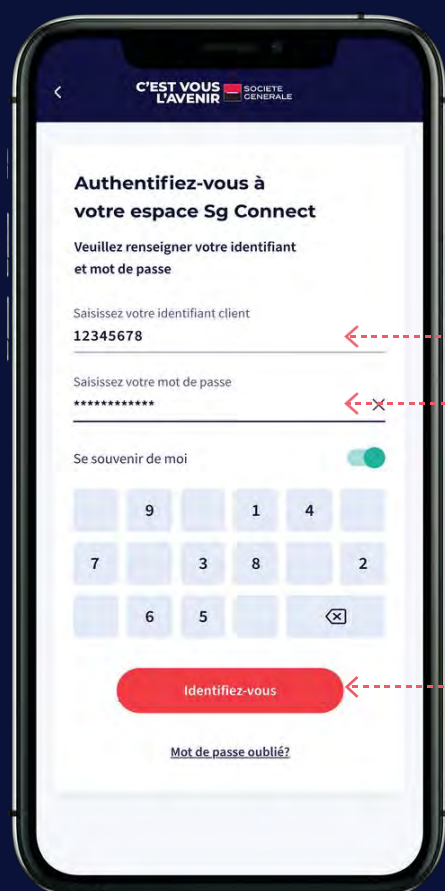 C'EST VOUS
L'AVENIR
SOCIETE
GENERALE
Authentifiez-vous à
votre espace Sg Connect
Veuillez renseigner votre identifiant
et mot de passe
Saisissez votre identifiant client
12345678
Saisissez votre mot de passe
************
Se souvenir de moi
9 1 4
7 3 8 2
6 5
Identifiez-vous
Mot de passe oublié?